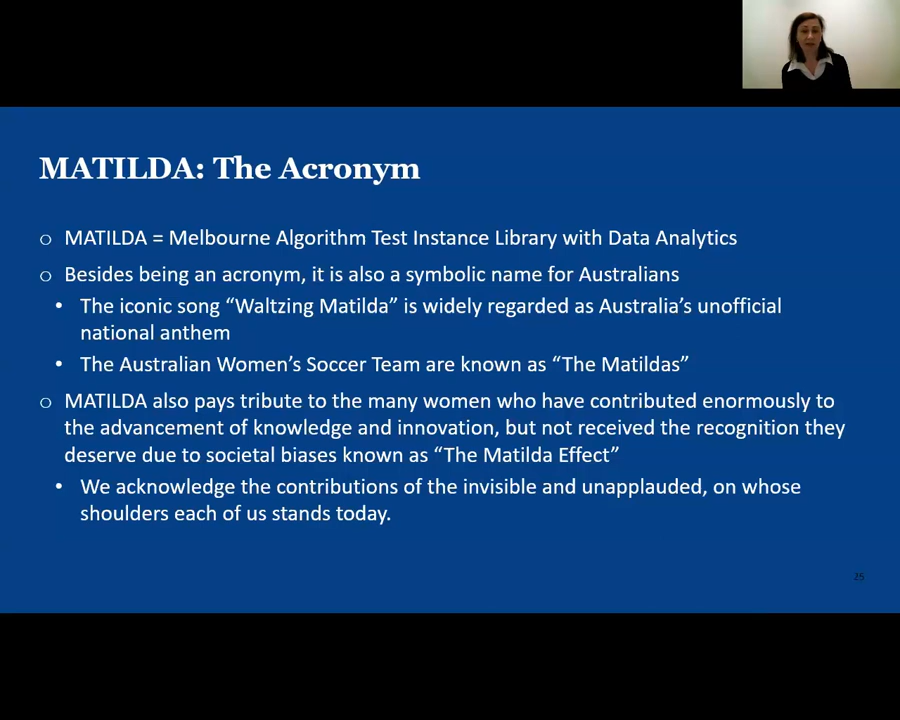 MATILDA: The Acronym
o MATILDA = Melbourne Algorithm Test Instance Library with Data Analytics
o Besides being an acronym, it is also a symbolic name for Australians
• The iconic song “Waltzing Matilda” is widely regarded as Australia’s unofficial
national anthem
• The Australian Women’s Soccer Team are known as “The Matildas”
o MATILDA also pays tribute to the many women who have contributed enormously to
the advancement of knowledge and innovation, but not received the recognition they
deserve due to societal biases known as “The Matilda Effect”
• We acknowledge the contributions of the invisible and unapplauded, on whose
shoulders each of us stands today.
25